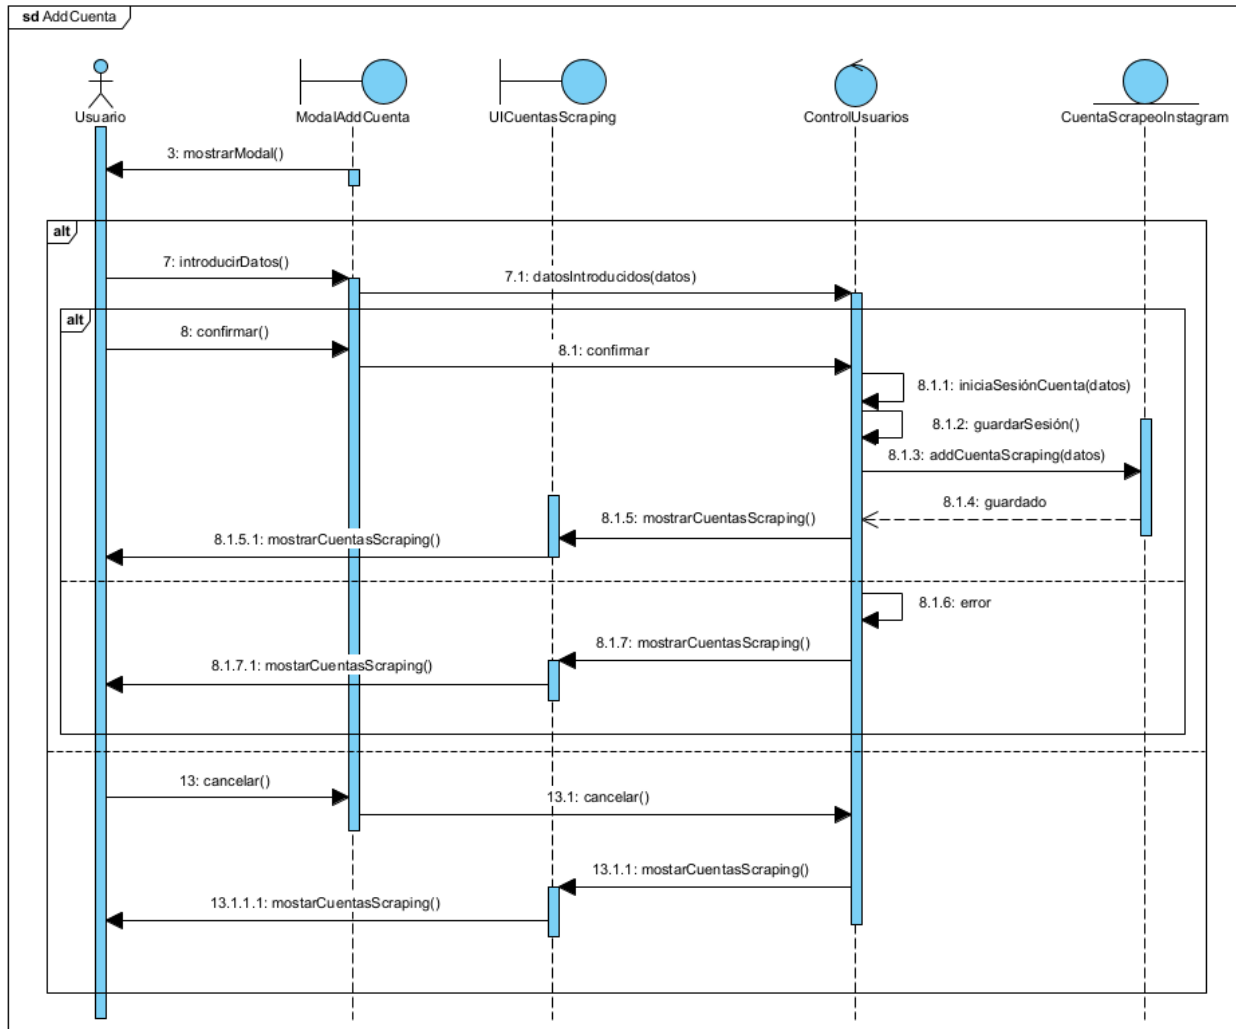 sd AddCuenta
Usuario
ModalAddCuenta
UICuentasScraping
ControlUsuarios
CuentaScrapeoInstagram
3: mostrarModal()
alt
7: introducirDatos()
7.1: datosIntroducidos(datos)
alt
8: confirmar()
8.1: confirmar
8.1.1: iniciaSesiónCuenta(datos)
8.1.2: guardarSesión()
8.1.3: addCuentaScraping(datos)
8.1.4: guardado
8.1.5: mostrarCuentasScraping()
8.1.5.1: mostrarCuentasScraping()
8.1.6: error
8.1.7: mostrarCuentasScraping()
8.1.7.1: mostarCuentasScraping()
13: cancelar()
13.1: cancelar()
13.1.1: mostarCuentasScraping()
13.1.1.1: mostarCuentasScraping()